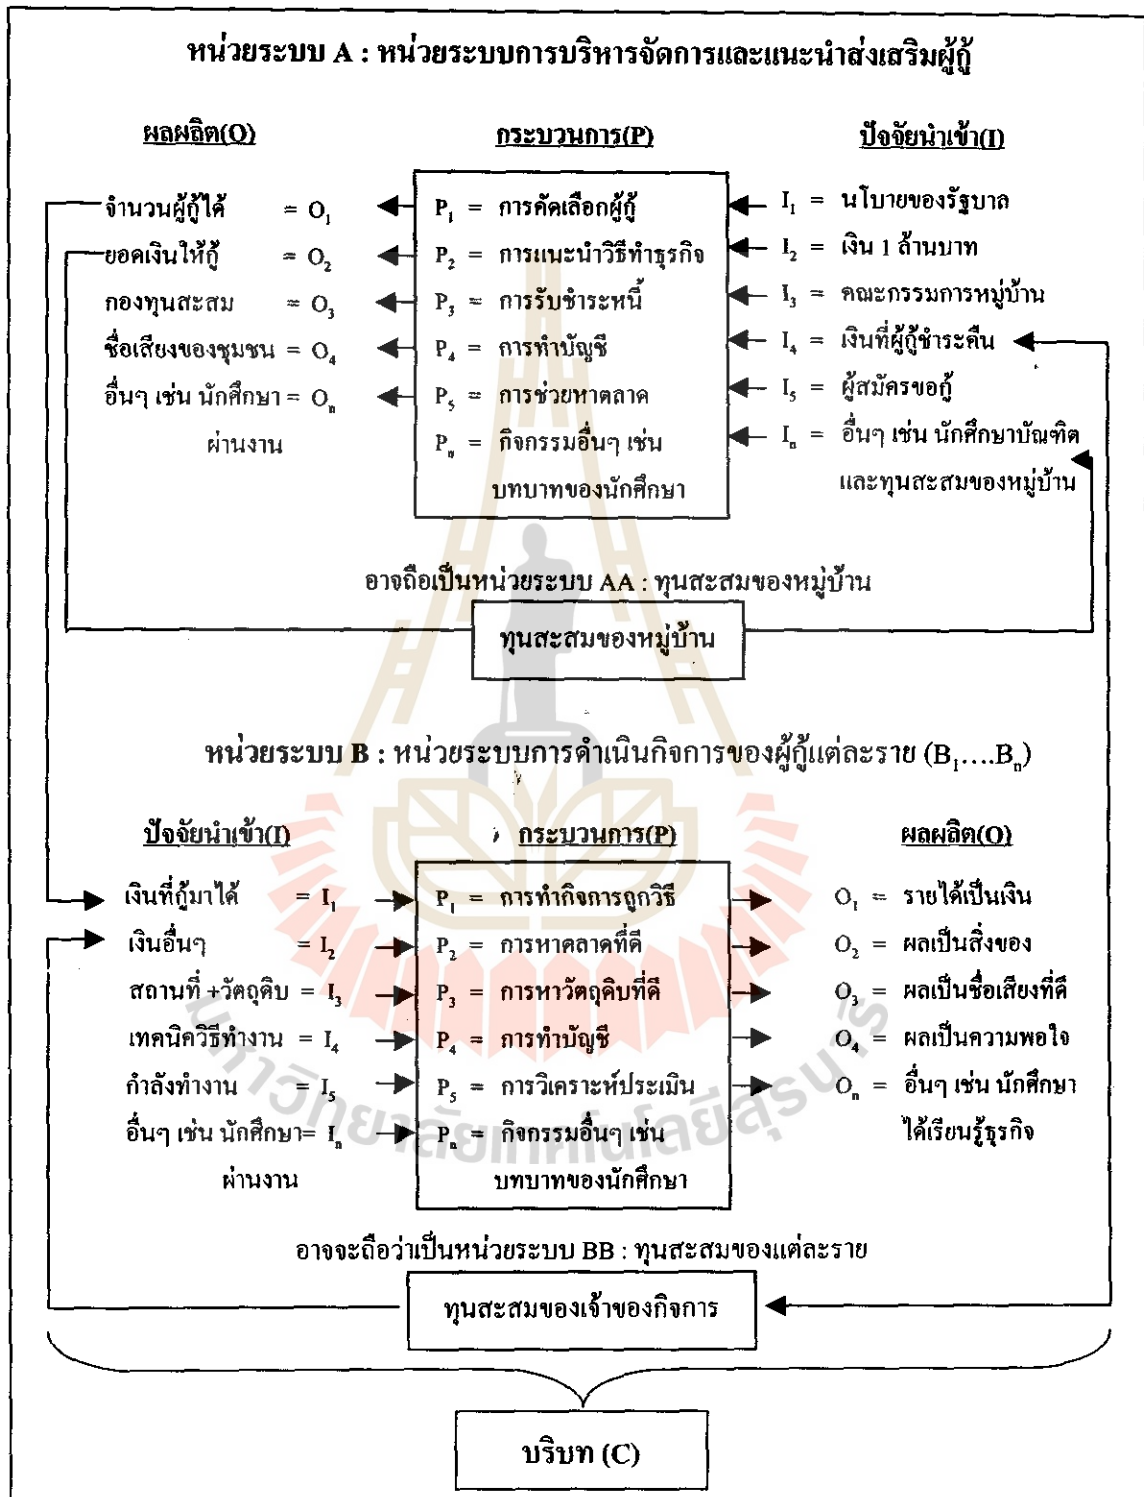 หน่วยระบบ A : หน่วยระบบการบริหารจัดการและแนะนำส่งเสริมผู้กู้
ผลผลิต(O) กระบวนการ(P) ปัจจัยนำเข้า(I)
จำนวนผู้กู้ได้ = O₁ P₁ = การคัดเลือกผู้กู้ I₁ = นโบายของรัฐบาล
ยอดเงินให้กู้ = O₂ P₂ = การแนะนำวิธีทำธุรกิจ I₂ = เงิน 1 ล้านบาท
กองทุนสะสม = O₃ P₃ = การรับชำระหนี้ I₃ = คณะกรรมการหมู่บ้าน
ชื่อเสียงของชุมชน = O₄ P₄ = การทำบัญชี I₄ = เงินที่ผู้กู้ชำระคืน
อื่นๆ เช่น นักศึกษา = Oₙ P₅ = การช่วยหาตลาด I₅ = ผู้สมัครขอกู้
ผ่านงาน Pₙ = กิจกรรมอื่นๆ เช่น Iₙ = อื่นๆ เช่น นักศึกษาบัณฑิต
บทบาทของนักศึกษา และทุนสะสมของหมู่บ้าน
อาจถือเป็นหน่วยระบบ AA : ทุนสะสมของหมู่บ้าน
ทุนสะสมของหมู่บ้าน
หน่วยระบบ B : หน่วยระบบการดำเนินกิจการของผู้กู้แต่ละราย (B₁....Bₙ)
ปัจจัยนำเข้า(I) กระบวนการ(P) ผลผลิต(O)
เงินที่กู้มาได้ = I₁ P₁ = การทำกิจการถูกวิธี O₁ = รายได้เป็นเงิน
เงินอื่นๆ = I₂ P₂ = การหาตลาดที่ดี O₂ = ผลเป็นสิ่งของ
สถานที่ +วัตถุดิบ = I₃ P₃ = การหาวัตถุดิบที่ดี O₃ = ผลเป็นชื่อเสียงที่ดี
เทคนิควิธีทำงาน = I₄ P₄ = การทำบัญชี O₄ = ผลเป็นความพอใจ
กำลังทำงาน = I₅ P₅ = การวิเคราะห์ประเมิน Oₙ = อื่นๆ เช่น นักศึกษา
อื่นๆ เช่น นักศึกษา= Iₙ Pₙ = กิจกรรมอื่นๆ เช่น ได้เรียนรู้ธุรกิจ
ผ่านงาน บทบาทของนักศึกษา
มหาวิทยาลัยเทคโนโลยีสุรนารี
อาจจะถือว่าเป็นหน่วยระบบ BB : ทุนสะสมของแต่ละราย
ทุนสะสมของเจ้าของกิจการ
บริบท (C)